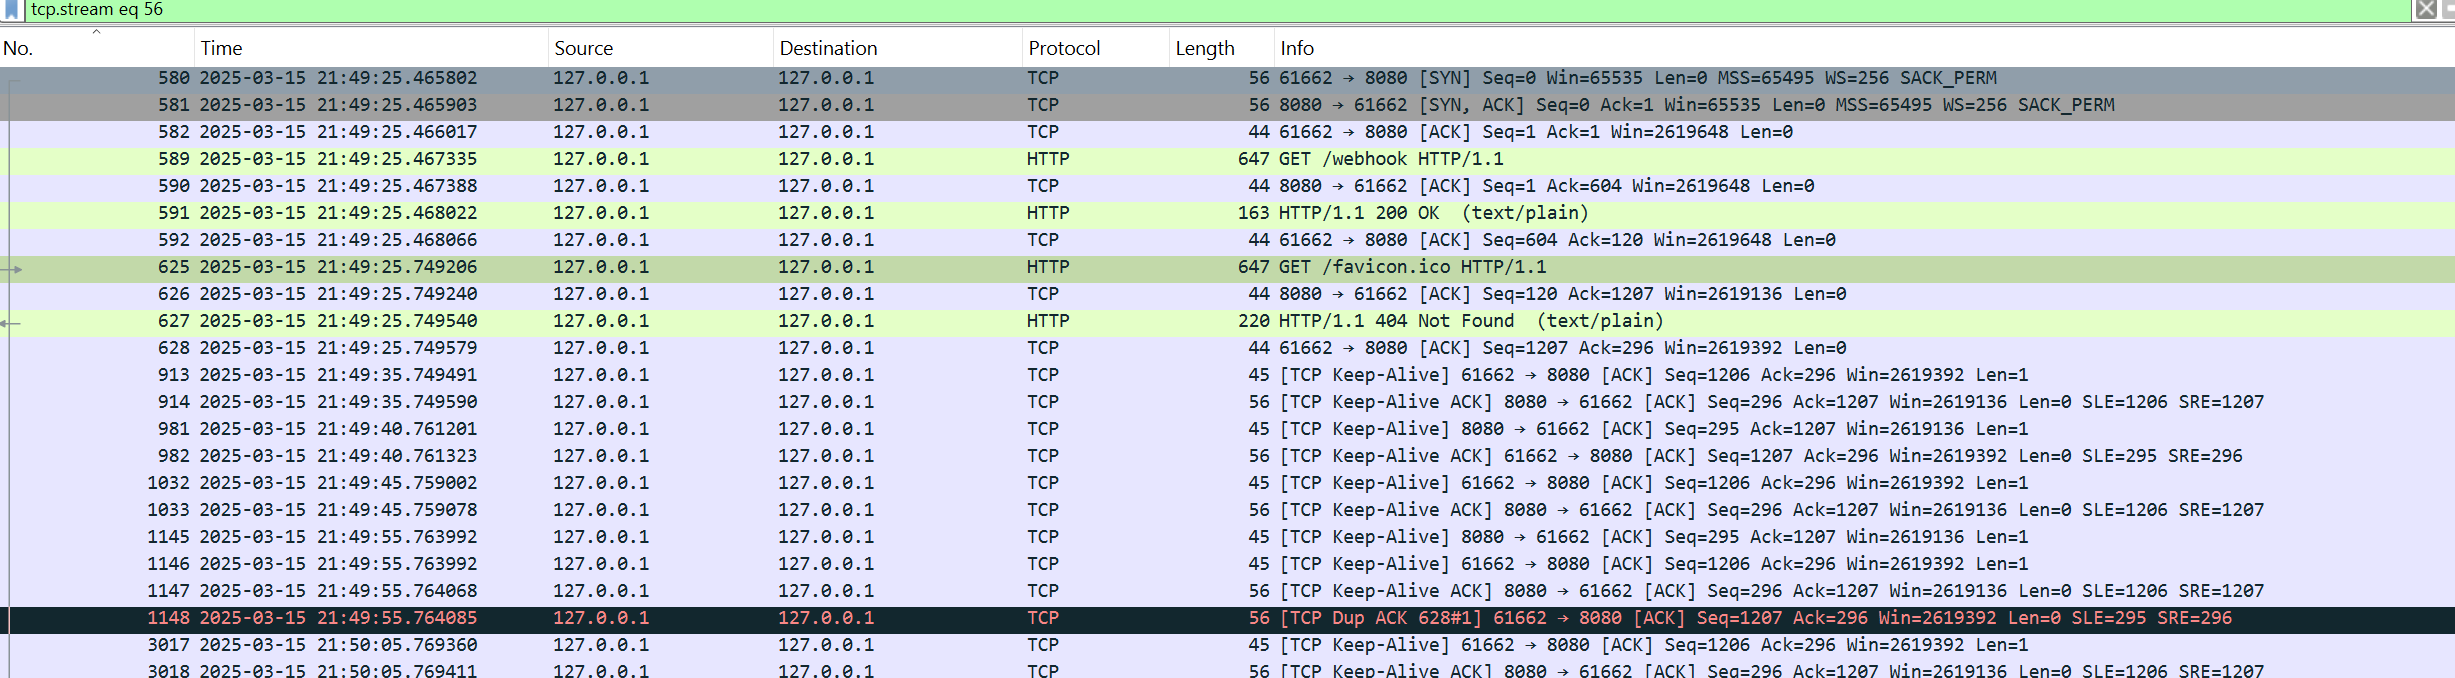 tcp.stream eq 56
No. Time Source Destination Protocol Length Info
580 2025-03-15 21:49:25.465802 127.0.0.1 127.0.0.1 TCP 56 61662 → 8080 [SYN] Seq=0 Win=65535 Len=0 MSS=65495 WS=256 SACK_PERM
581 2025-03-15 21:49:25.465903 127.0.0.1 127.0.0.1 TCP 56 8080 → 61662 [SYN, ACK] Seq=0 Ack=1 Win=65535 Len=0 MSS=65495 WS=256 SACK_PERM
582 2025-03-15 21:49:25.466017 127.0.0.1 127.0.0.1 TCP 44 61662 → 8080 [ACK] Seq=1 Ack=1 Win=2619648 Len=0
589 2025-03-15 21:49:25.467335 127.0.0.1 127.0.0.1 HTTP 647 GET /webhook HTTP/1.1
590 2025-03-15 21:49:25.467388 127.0.0.1 127.0.0.1 TCP 44 8080 → 61662 [ACK] Seq=1 Ack=604 Win=2619648 Len=0
591 2025-03-15 21:49:25.468022 127.0.0.1 127.0.0.1 HTTP 163 HTTP/1.1 200 OK (text/plain)
592 2025-03-15 21:49:25.468066 127.0.0.1 127.0.0.1 TCP 44 61662 → 8080 [ACK] Seq=604 Ack=120 Win=2619648 Len=0
625 2025-03-15 21:49:25.749206 127.0.0.1 127.0.0.1 HTTP 647 GET /favicon.ico HTTP/1.1
626 2025-03-15 21:49:25.749240 127.0.0.1 127.0.0.1 TCP 44 8080 → 61662 [ACK] Seq=120 Ack=1207 Win=2619136 Len=0
627 2025-03-15 21:49:25.749540 127.0.0.1 127.0.0.1 HTTP 220 HTTP/1.1 404 Not Found (text/plain)
628 2025-03-15 21:49:25.749579 127.0.0.1 127.0.0.1 TCP 44 61662 → 8080 [ACK] Seq=1207 Ack=296 Win=2619392 Len=0
913 2025-03-15 21:49:35.749491 127.0.0.1 127.0.0.1 TCP 45 [TCP Keep-Alive] 61662 → 8080 [ACK] Seq=1206 Ack=296 Win=2619392 Len=1
914 2025-03-15 21:49:35.749590 127.0.0.1 127.0.0.1 TCP 56 [TCP Keep-Alive ACK] 8080 → 61662 [ACK] Seq=296 Ack=1207 Win=2619136 Len=0 SLE=1206 SRE=1207
981 2025-03-15 21:49:40.761201 127.0.0.1 127.0.0.1 TCP 45 [TCP Keep-Alive] 8080 → 61662 [ACK] Seq=295 Ack=1207 Win=2619136 Len=1
982 2025-03-15 21:49:40.761323 127.0.0.1 127.0.0.1 TCP 56 [TCP Keep-Alive ACK] 61662 → 8080 [ACK] Seq=1207 Ack=296 Win=2619392 Len=0 SLE=295 SRE=296
1032 2025-03-15 21:49:45.759002 127.0.0.1 127.0.0.1 TCP 45 [TCP Keep-Alive] 61662 → 8080 [ACK] Seq=1206 Ack=296 Win=2619392 Len=1
1033 2025-03-15 21:49:45.759078 127.0.0.1 127.0.0.1 TCP 56 [TCP Keep-Alive ACK] 8080 → 61662 [ACK] Seq=296 Ack=1207 Win=2619136 Len=0 SLE=1206 SRE=1207
1145 2025-03-15 21:49:55.763992 127.0.0.1 127.0.0.1 TCP 45 [TCP Keep-Alive] 8080 → 61662 [ACK] Seq=295 Ack=1207 Win=2619136 Len=1
1146 2025-03-15 21:49:55.763992 127.0.0.1 127.0.0.1 TCP 45 [TCP Keep-Alive] 61662 → 8080 [ACK] Seq=1206 Ack=296 Win=2619392 Len=1
1147 2025-03-15 21:49:55.764068 127.0.0.1 127.0.0.1 TCP 56 [TCP Keep-Alive ACK] 8080 → 61662 [ACK] Seq=296 Ack=1207 Win=2619136 Len=0 SLE=1206 SRE=1207
1148 2025-03-15 21:49:55.764085 127.0.0.1 127.0.0.1 TCP 56 [TCP Dup ACK 628#1] 61662 → 8080 [ACK] Seq=1207 Ack=296 Win=2619392 Len=0 SLE=295 SRE=296
3017 2025-03-15 21:50:05.769360 127.0.0.1 127.0.0.1 TCP 45 [TCP Keep-Alive] 61662 → 8080 [ACK] Seq=1206 Ack=296 Win=2619392 Len=1
3018 2025-03-15 21:50:05.769411 127.0.0.1 127.0.0.1 TCP 56 [TCP Keep-Alive ACK] 8080 → 61662 [ACK] Seq=296 Ack=1207 Win=2619136 Len=0 SLE=1206 SRE=1207